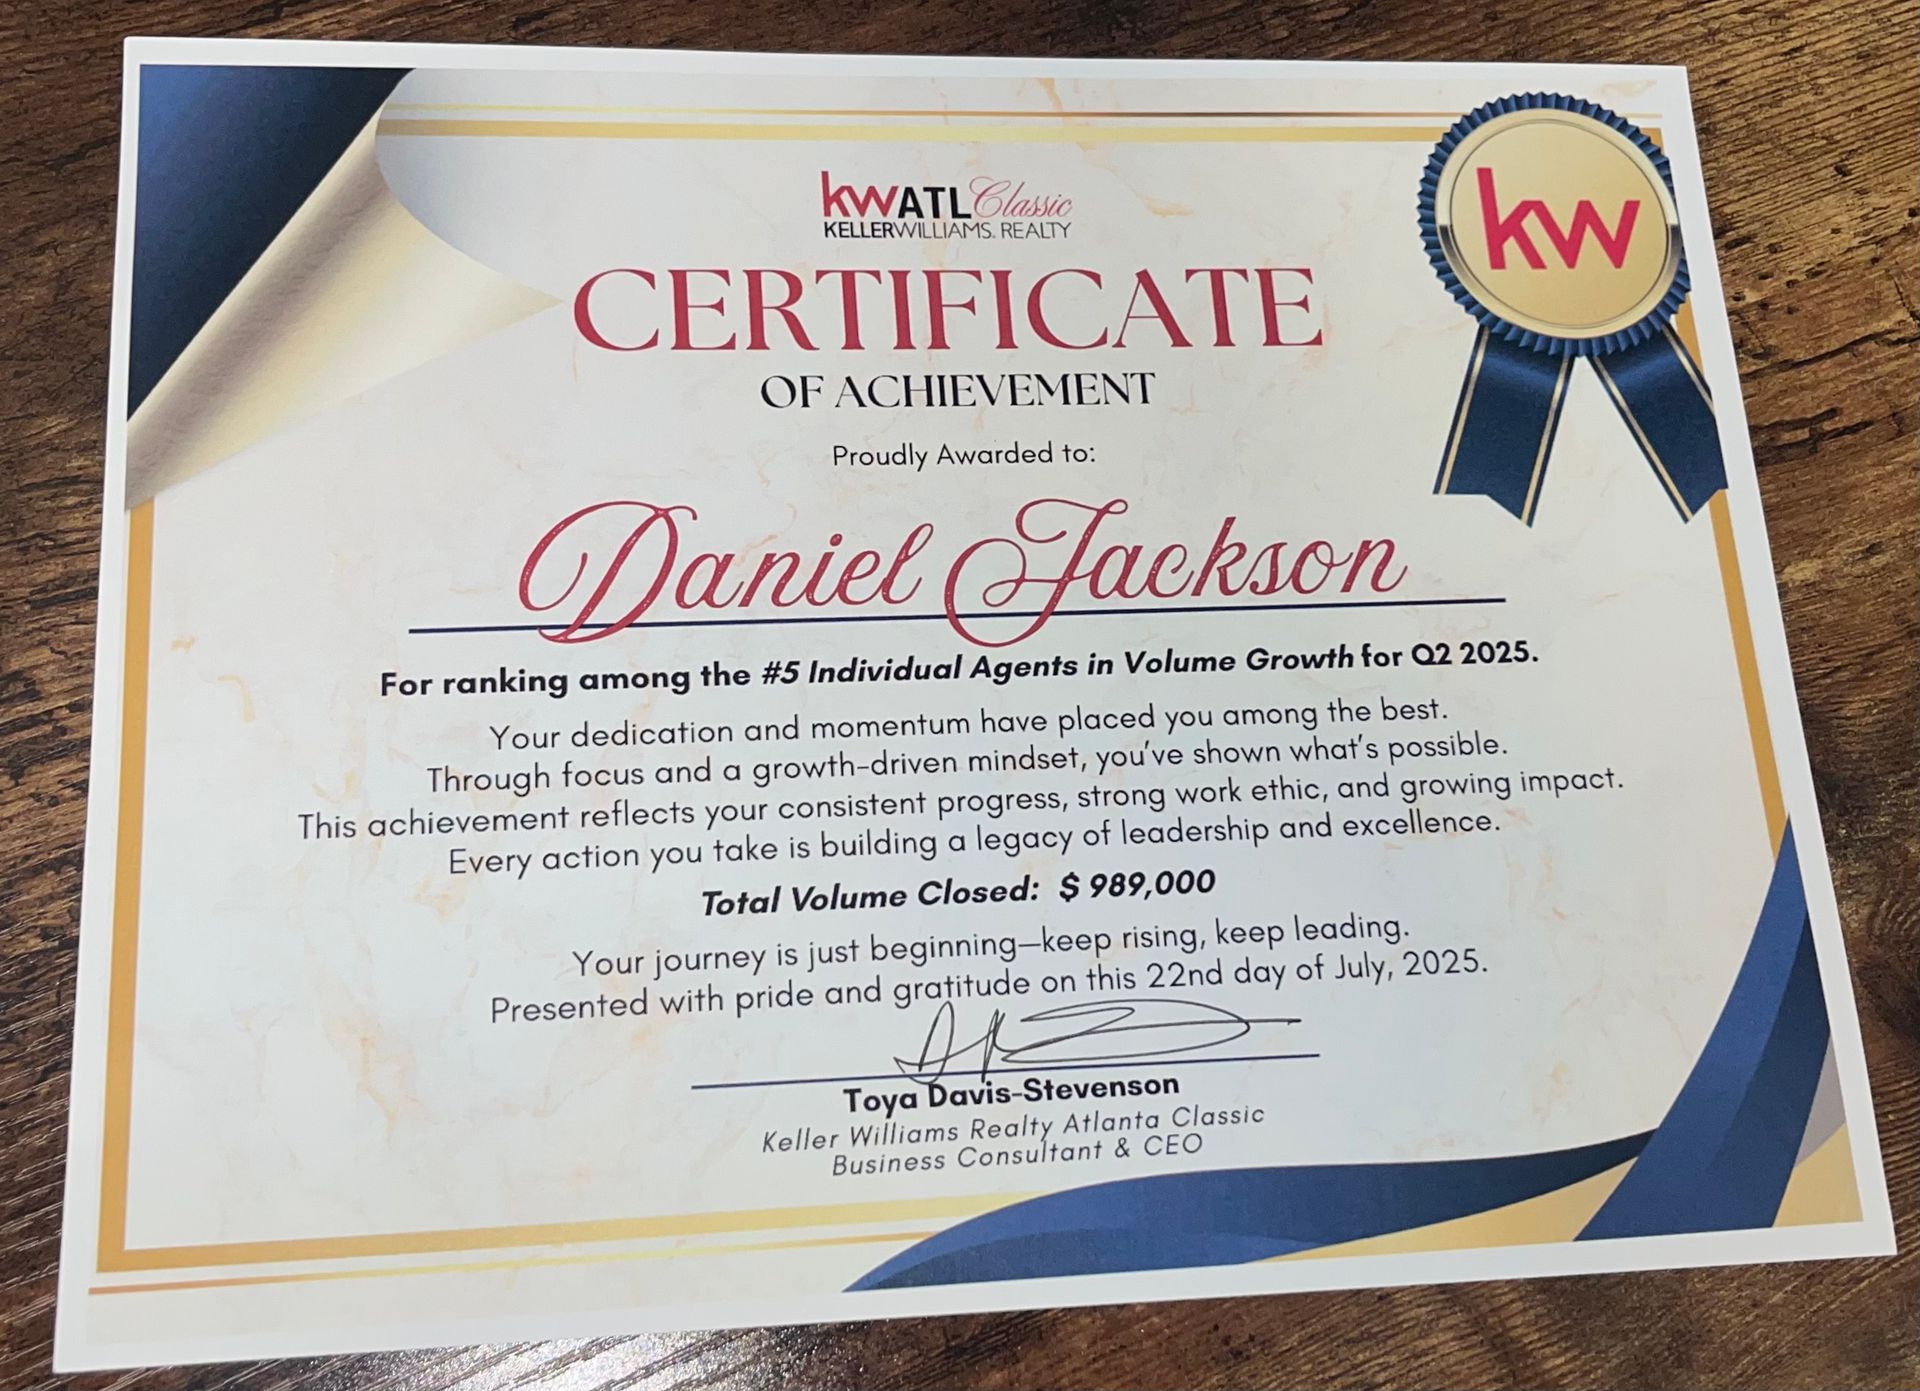 kwATL Classic
KELLERWILLIAMS. REALTY
kw
CERTIFICATE
OF ACHIEVEMENT
Proudly Awarded to:
Daniel Jackson
For ranking among the #5 Individual Agents in Volume Growth for Q2 2025.
Your dedication and momentum have placed you among the best.
Through focus and a growth-driven mindset, you've shown what's possible.
This achievement reflects your consistent progress, strong work ethic, and growing impact.
Every action you take is building a legacy of leadership and excellence.
Total Volume Closed: $ 989,000
Your journey is just beginning—keep rising, keep leading.
Presented with pride and gratitude on this 22nd day of July, 2025.
Toya Davis-Stevenson
Keller Williams Realty Atlanta Classic
Business Consultant & CEO